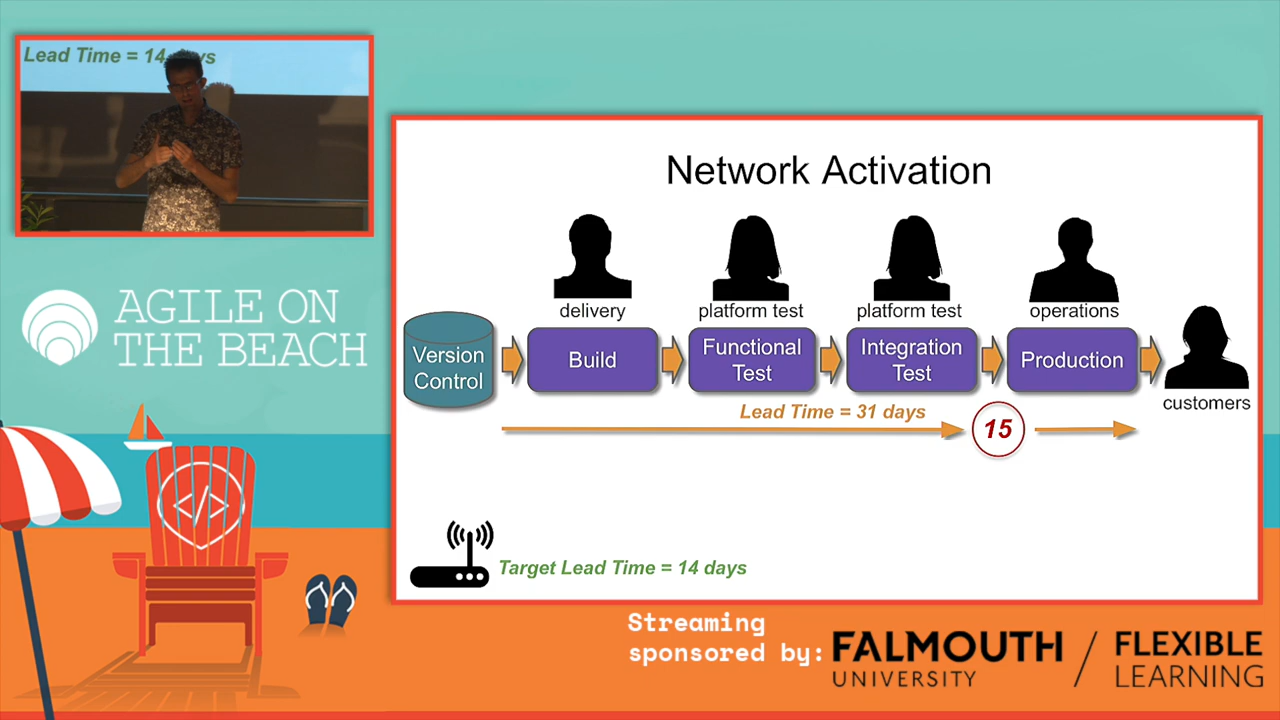 Lead Time = 14 days
AGILE ON
THE BEACH
</>
Network Activation
delivery
platform test
platform test
operations
Version
Control
Build
Functional
Test
Integration
Test
Production
customers
Lead Time = 31 days
15
Target Lead Time = 14 days
Streaming
sponsored by:
FALMOUTH
UNIVERSITY
/
FLEXIBLE
LEARNING